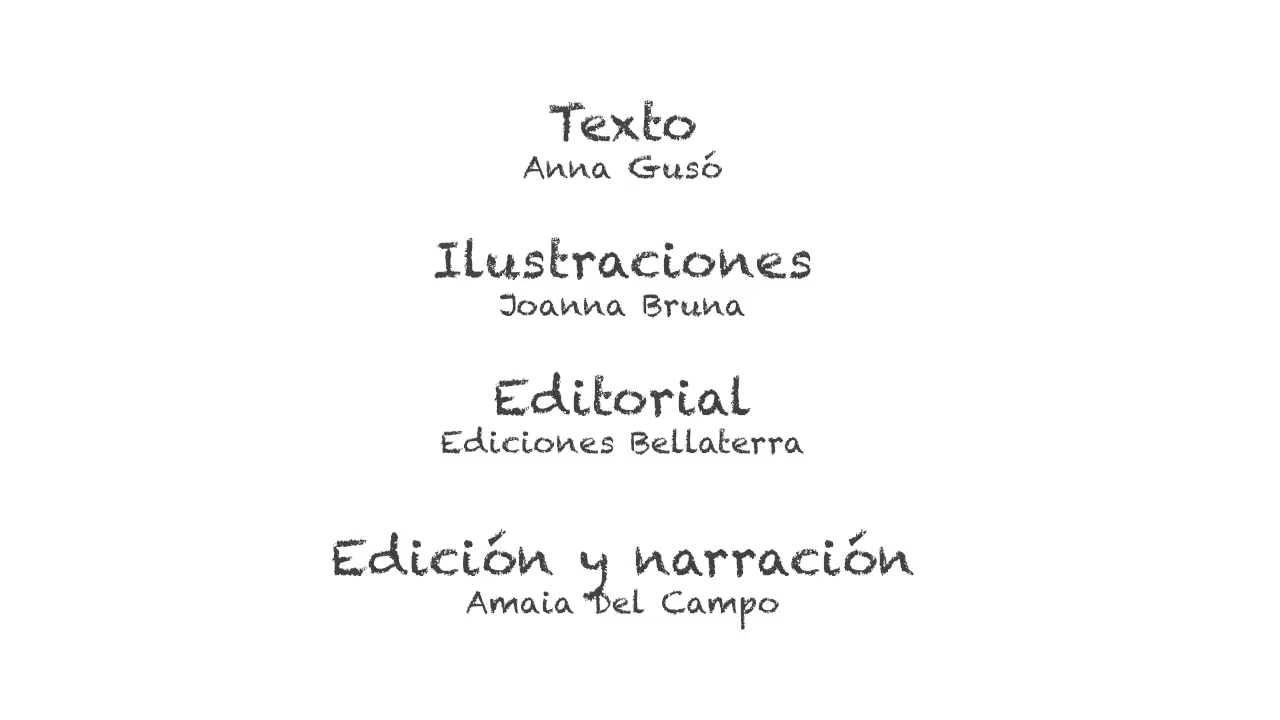 Texto
Anna Gusó
Ilustraciones
Joanna Bruna
Editorial
Ediciones Bellaterra
Edición y narración
Amaia Del Campo